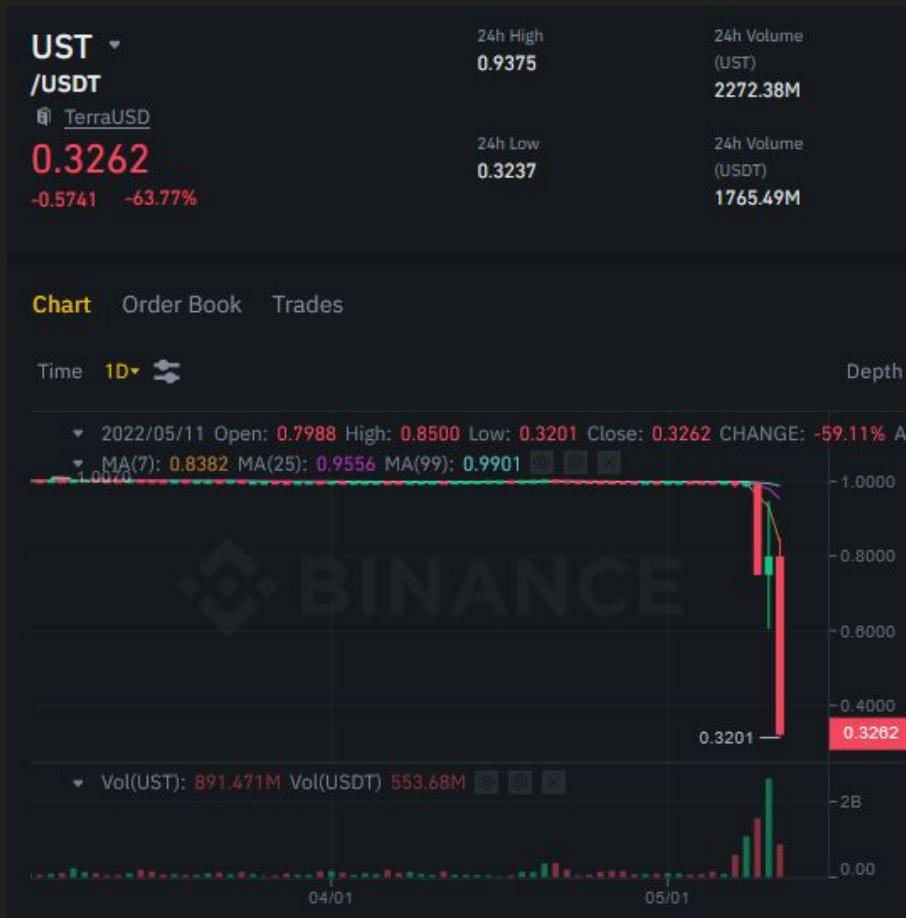 UST
/USDT
TerraUSD
0.3262
-0.5741 -63.77%
24h High
0.9375
24h Low
0.3237
24h Volume
(UST)
2272.38M
24h Volume
(USDT)
1765.49M
Chart Order Book Trades
Time 1D Depth
2022/05/11 Open: 0.7988 High: 0.8500 Low: 0.3201 Close: 0.3262 CHANGE: -59.11% A
MA(7): 0.8382 MA(25): 0.9556 MA(99): 0.9901
1.0070
1.0000
0.8000
BINANCE
0.6000
0.4000
0.3201
0.3262
Vol(UST): 891.471M Vol(USDT) 553.68M
2B
0.00
04/01 05/01